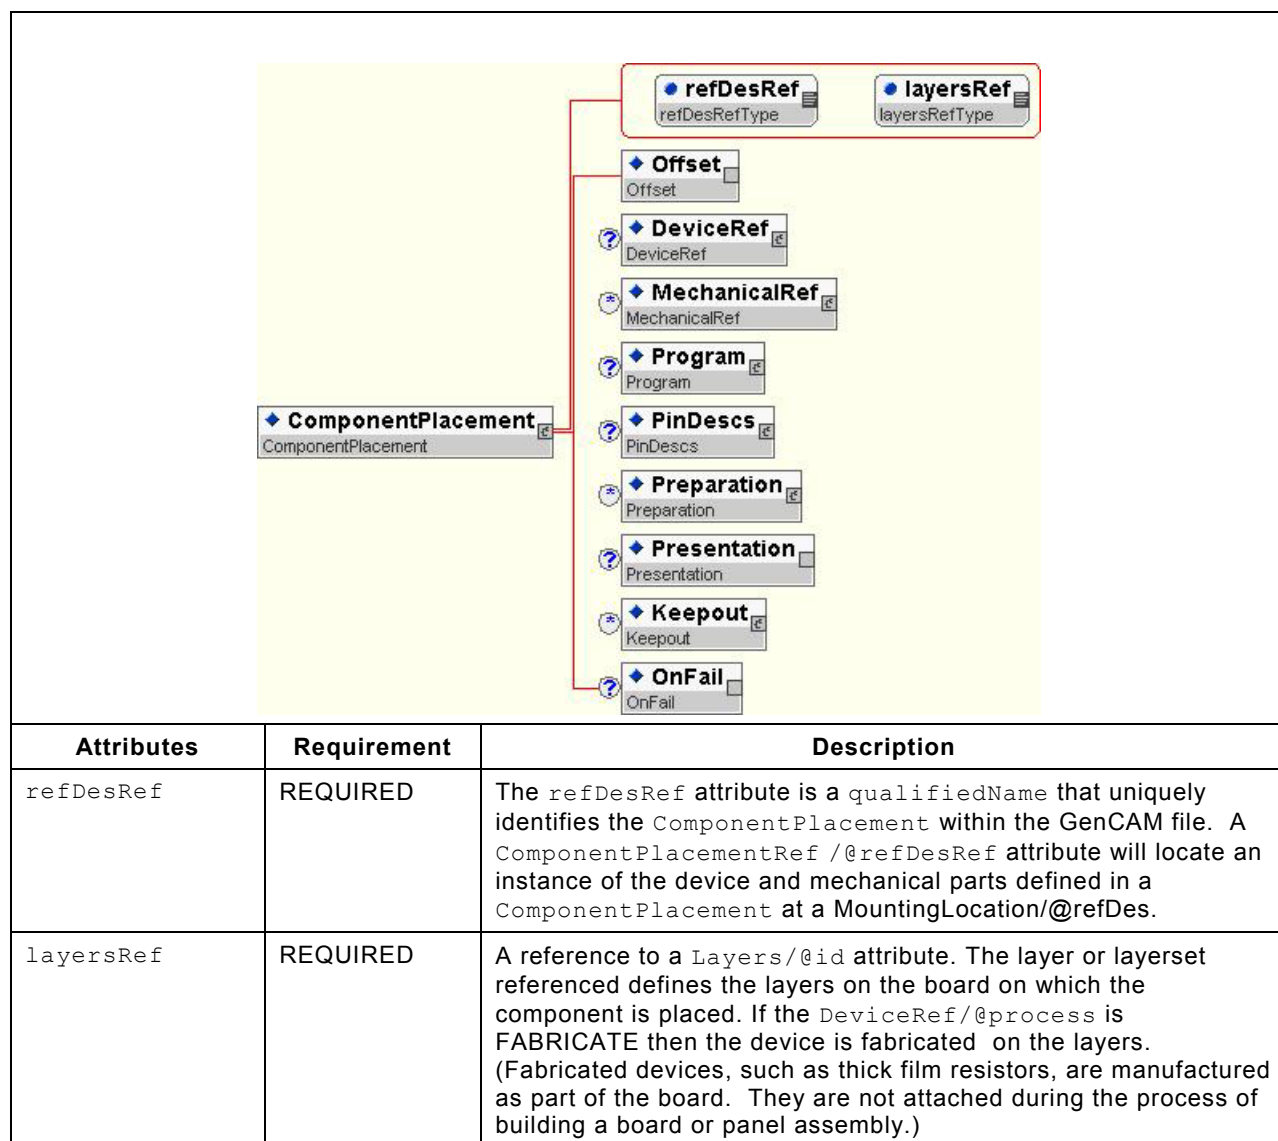 refDesRef layersRef
refDesRefType layersRefType
Offset
Offset
? DeviceRef
DeviceRef
* MechanicalRef
MechanicalRef
? Program
Program
ComponentPlacement
ComponentPlacement
? PinDescs
PinDescs
* Preparation
Preparation
? Presentation
Presentation
* Keepout
Keepout
? OnFail
OnFail
Attributes Requirement Description
refDesRef REQUIRED The refDesRef attribute is a qualifiedName that uniquely
identifies the ComponentPlacement within the GenCAM file. A
ComponentPlacementRef /@refDesRef attribute will locate an
instance of the device and mechanical parts defined in a
ComponentPlacement at a MountingLocation/@refDes.
layersRef REQUIRED A reference to a Layers/@id attribute. The layer or layerset
referenced defines the layers on the board on which the
component is placed. If the DeviceRef/@process is
FABRICATE then the device is fabricated on the layers.
(Fabricated devices, such as thick film resistors, are manufactured
as part of the board. They are not attached during the process of
building a board or panel assembly.)